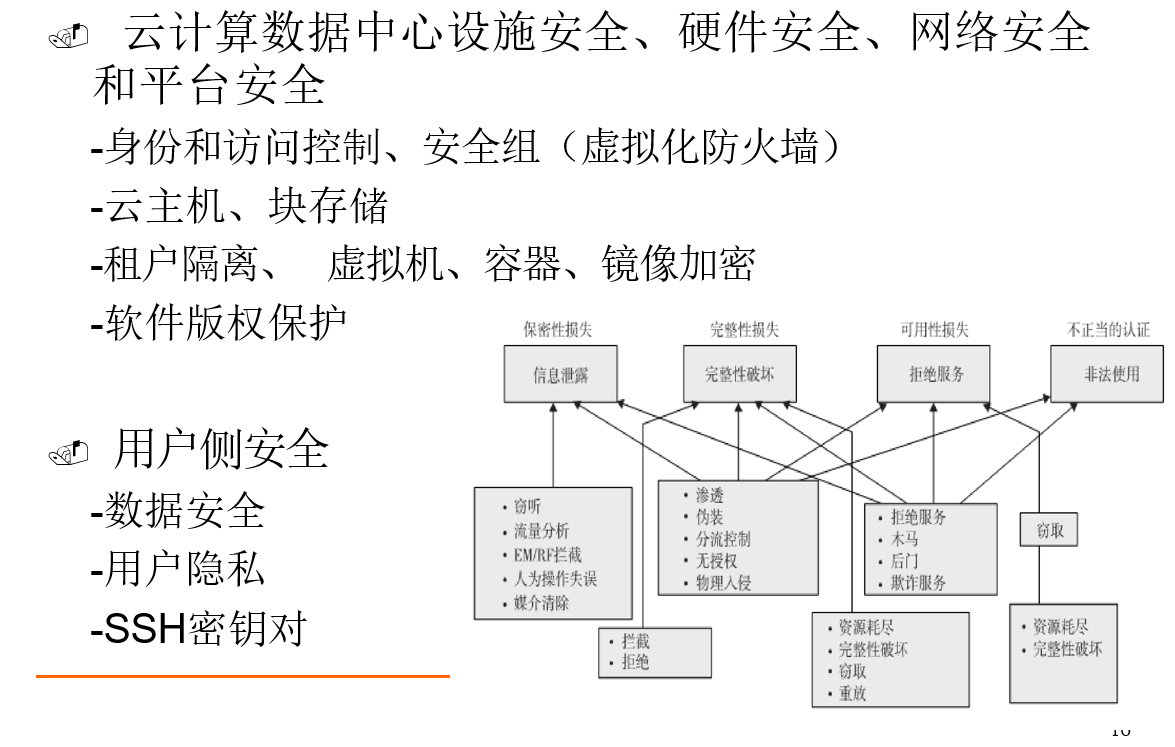 云计算数据中心设施安全、硬件安全、网络安全
和平台安全
-身份和访问控制、安全组（虚拟化防火墙）
-云主机、块存储
-租户隔离、 虚拟机、容器、镜像加密
-软件版权保护
用户侧安全
-数据安全
-用户隐私
-SSH密钥对
保密性损失
完整性损失
可用性损失
不正当的认证
信息泄露
完整性破坏
拒绝服务
非法使用
• 窃听
• 流量分析
• EM/RF拦截
• 人为操作失误
• 媒介清除
• 渗透
• 伪装
• 分流控制
• 无授权
• 物理入侵
• 拒绝服务
• 木马
• 后门
• 欺诈服务
窃取
• 拦截
• 拒绝
• 资源耗尽
• 完整性破坏
• 窃取
• 重放
• 资源耗尽
• 完整性破坏